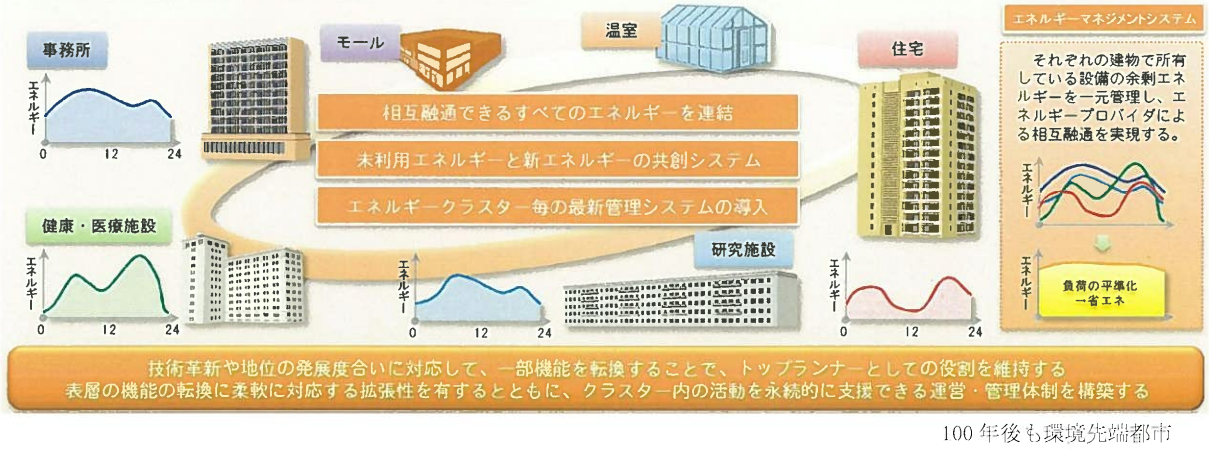 事務所
モール
温室
住宅
エネルギーマネジメントシステム
エネルギー
0 12 24
相互融通できるすべてのエネルギーを連結
未利用エネルギーと新エネルギーの共創システム
エネルギークラスター毎の最新管理システムの導入
それぞれの建物で所有
している設備の余剰エネ
ルギーを一元管理し、エ
ネルギープロバイダによ
る相互融通を実現する。
エネルギー
健康・医療施設
エネルギー
0 12 24
研究施設
エネルギー
0 12 24
エネルギー
0 12 24
エネルギー
負荷の平準化
→省エネ
技術革新や地位の発展度合いに対応して、一部機能を転換することで、トップランナーとしての役割を維持する
表層の機能の転換に柔軟に対応する拡張性を有するとともに、クラスター内の活動を永続的に支援できる運営・管理体制を構築する
100年後も環境先端都市